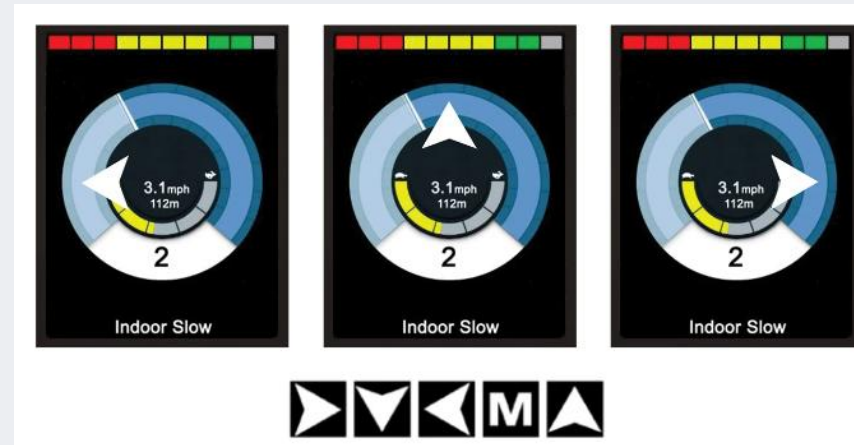 3.1mph
112m
2
Indoor Slow
3.1mph
112m
2
Indoor Slow
3.1mph
112m
2
Indoor Slow
M